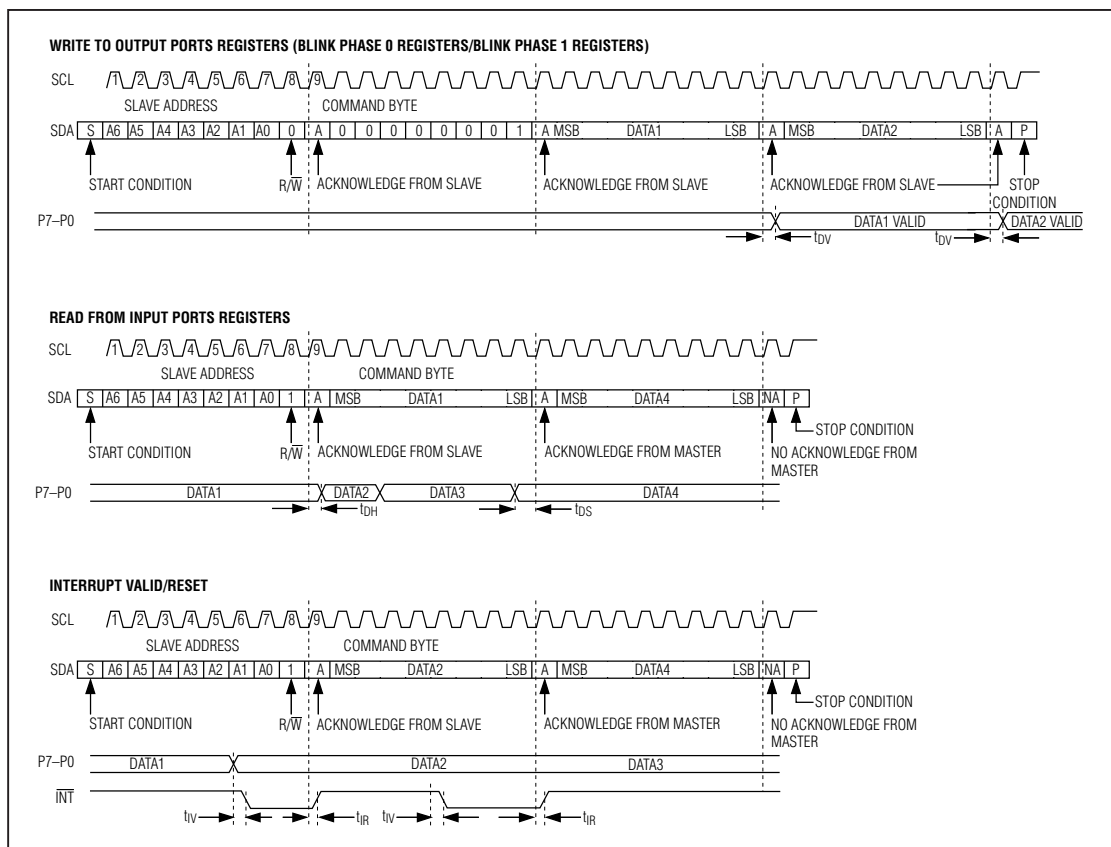 WRITE TO OUTPUT PORTS REGISTERS (BLINK PHASE 0 REGISTERS/BLINK PHASE 1 REGISTERS)
SCL 1 2 3 4 5 6 7 8 9
SLAVE ADDRESS COMMAND BYTE
SDA S A6 A5 A4 A3 A2 A1 A0 0 A 0 0 0 0 0 0 0 1 A MSB DATA1 LSB A MSB DATA2 LSB A P
START CONDITION R/W̅ ACKNOWLEDGE FROM SLAVE ACKNOWLEDGE FROM SLAVE ACKNOWLEDGE FROM SLAVE STOP
CONDITION
P7–P0 DATA1 VALID DATA2 VALID
tDV tDV
READ FROM INPUT PORTS REGISTERS
SCL 1 2 3 4 5 6 7 8 9
SLAVE ADDRESS COMMAND BYTE
SDA S A6 A5 A4 A3 A2 A1 A0 1 A MSB DATA1 LSB A MSB DATA4 LSB NA P
STOP CONDITION
START CONDITION R/W̅ ACKNOWLEDGE FROM SLAVE ACKNOWLEDGE FROM MASTER NO ACKNOWLEDGE FROM
MASTER
P7–P0 DATA1 DATA2 DATA3 DATA4
tDH tDS
INTERRUPT VALID/RESET
SCL 1 2 3 4 5 6 7 8 9
SLAVE ADDRESS COMMAND BYTE
SDA S A6 A5 A4 A3 A2 A1 A0 1 A MSB DATA2 LSB A MSB DATA4 LSB NA P
STOP CONDITION
START CONDITION R/W̅ ACKNOWLEDGE FROM SLAVE ACKNOWLEDGE FROM MASTER NO ACKNOWLEDGE FROM
MASTER
P7–P0 DATA1 DATA2 DATA3
I̅N̅T̅
tIV tIR tIV tIR